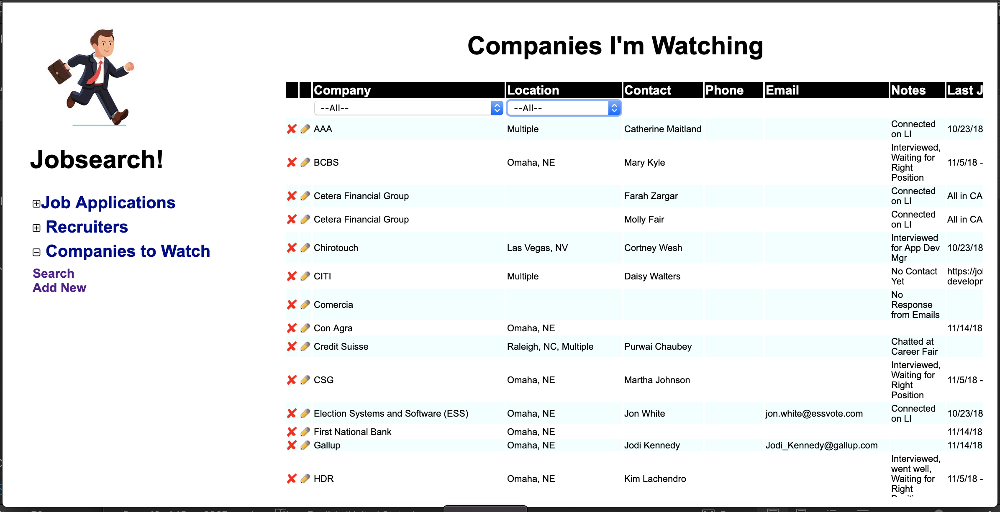 Companies I'm Watching
Jobsearch!
Job Applications
Recruiters
Companies to Watch
Search
Add New
Company Location Contact Phone Email Notes Last J
--All-- --All--
AAA Multiple Catherine Maitland Connected on LI 10/23/18
BCBS Omaha, NE Mary Kyle Interviewed, Waiting for Right Position 11/5/18 -
Cetera Financial Group Farah Zargar Connected on LI All in CA
Cetera Financial Group Molly Fair Connected on LI All in CA
Chirotouch Las Vegas, NV Cortney Wesh Interviewed for App Dev Mgr 10/23/18
CITI Multiple Daisy Walters No Contact Yet https://jo developm
Comercia No Response from Emails
Con Agra Omaha, NE 11/14/18
Credit Suisse Raleigh, NC, Multiple Purwai Chaubey Chatted at Career Fair
CSG Omaha, NE Martha Johnson Interviewed, Waiting for Right Position 11/5/18 -
Election Systems and Software (ESS) Omaha, NE Jon White jon.white@essvote.com Connected on LI 10/23/18
First National Bank Omaha, NE 11/14/18
Gallup Omaha, NE Jodi Kennedy Jodi_Kennedy@gallup.com 11/14/18
HDR Omaha, NE Kim Lachendro Interviewed, went well, Waiting for Right 11/5/18 -